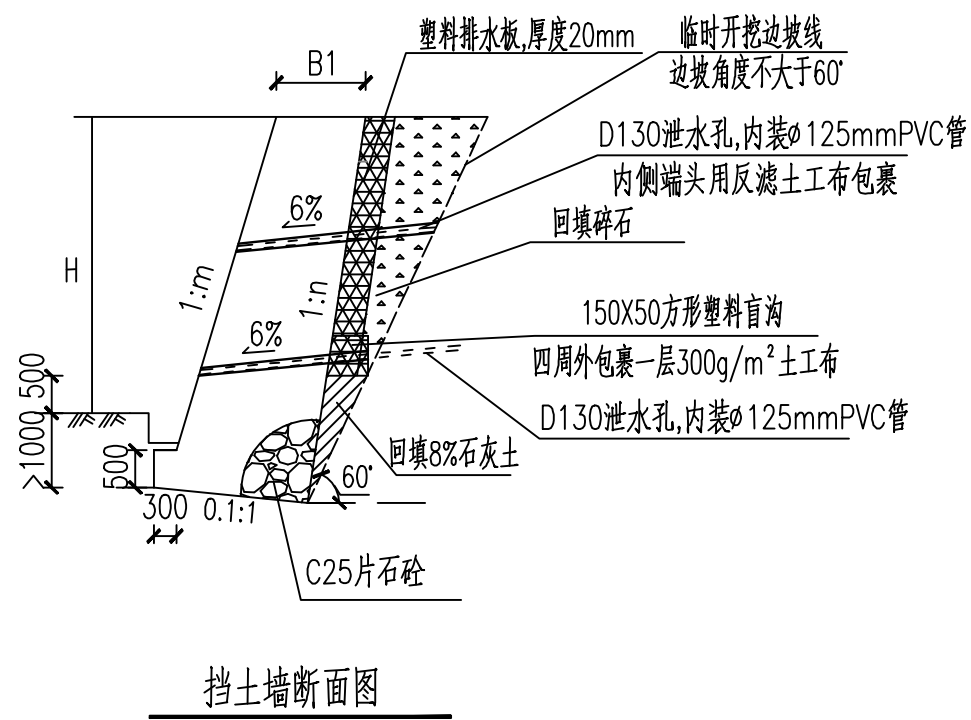 塑料排水板,厚度20mm
临时开挖边坡线
边坡角度不大于60°
B1
D130泄水孔,内装ø125mmPVC管
内侧端头用反滤土工布包裹
6%
回填碎石
H
1:m
1:n
150X50方形塑料盲沟
6%
四周外包裹一层300g/m²土工布
500
D130泄水孔,内装ø125mmPVC管
>1000
500
回填8%石灰土
60°
300
0.1:1
C25片石砼
挡土墙断面图